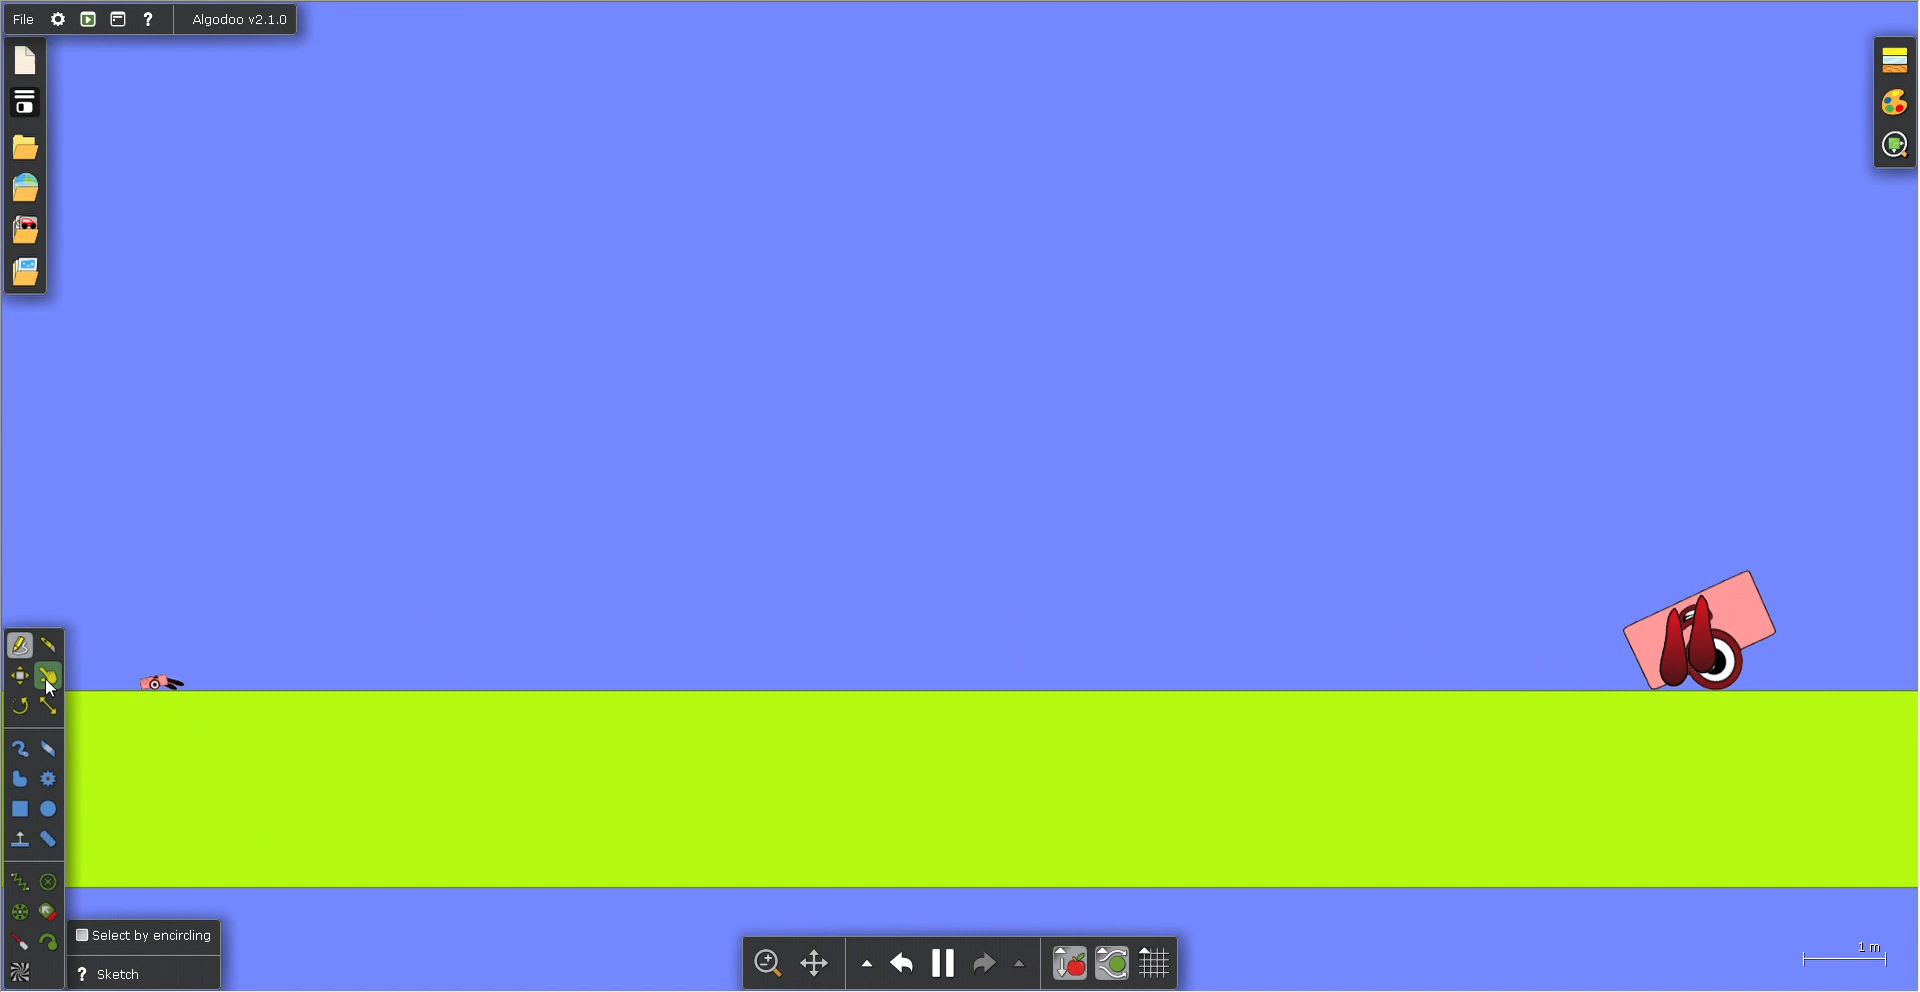 File ? Algodoo v2.1.0
Select by encircling
? Sketch
1 m